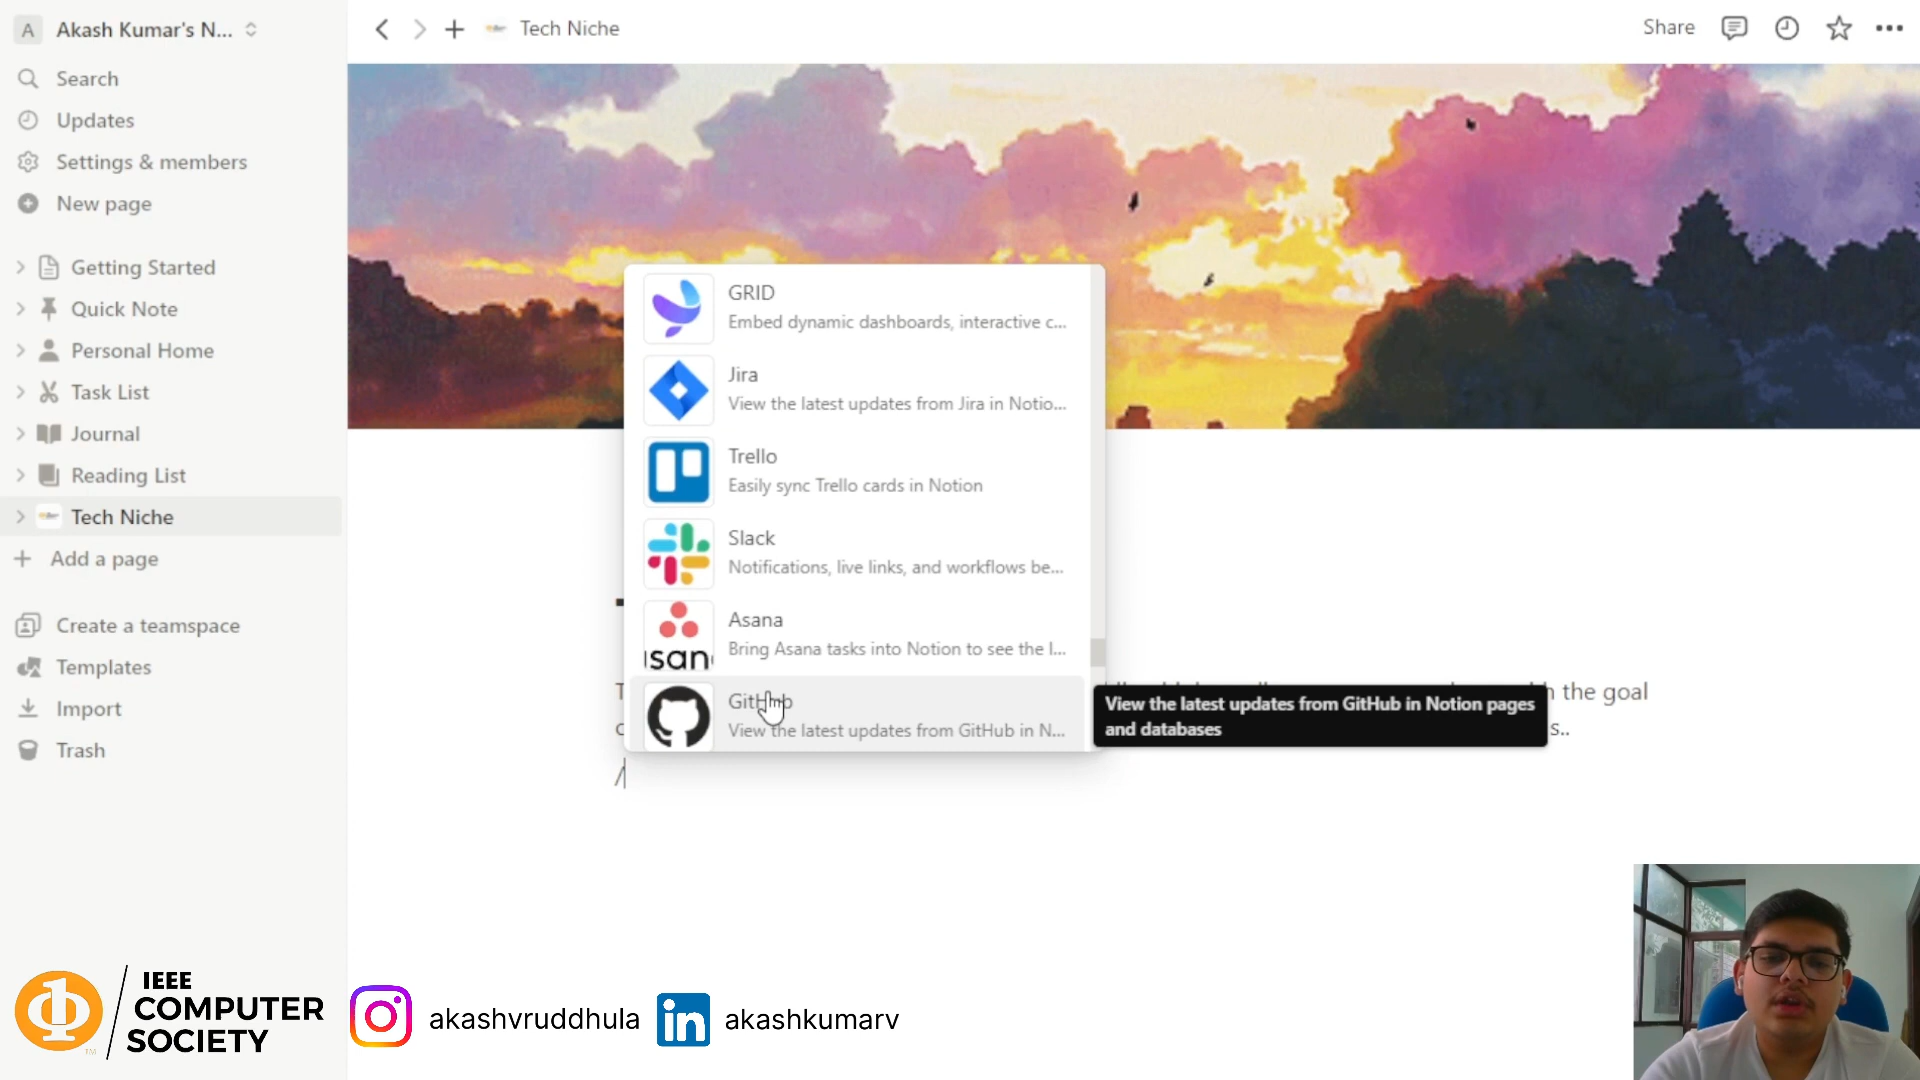 A Akash Kumar's N...
Search
Updates
Settings & members
New page
Getting Started
Quick Note
Personal Home
Task List
Journal
Reading List
Tech Niche
Add a page
Create a teamspace
Templates
Import
Trash
Tech Niche
Share
GRID
Embed dynamic dashboards, interactive c...
Jira
View the latest updates from Jira in Notio...
Trello
Easily sync Trello cards in Notion
Slack
Notifications, live links, and workflows be...
Asana
Bring Asana tasks into Notion to see the l...
GitHub
View the latest updates from GitHub in N...
View the latest updates from GitHub in Notion pages
and databases
the goal
s..
/
IEEE
COMPUTER
SOCIETY
TM
akashvruddhula
in akashkumarv